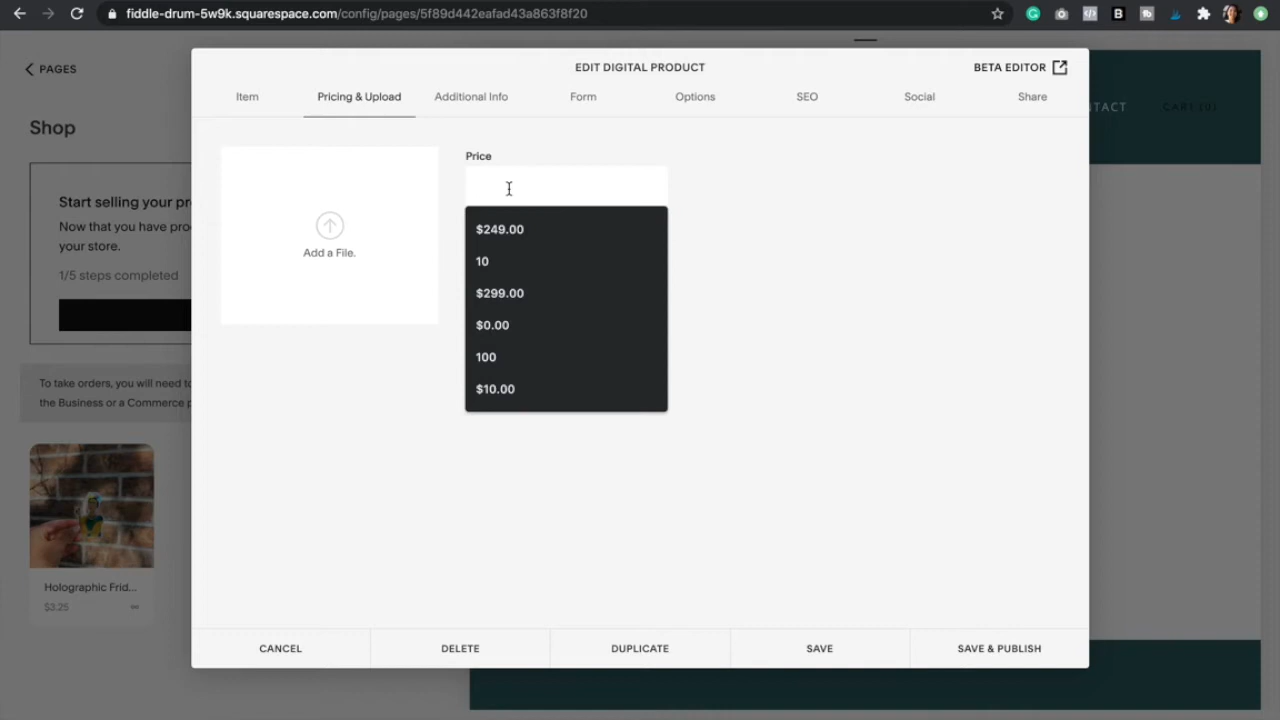 fiddle-drum-5w9k.squarespace.com/config/pages/5f89d442eafad43a863f8f20
PAGES
Shop
Start selling your pr
Now that you have pro
your store.
1/5 steps completed
To take orders, you will need to
the Business or a Commerce p
Holographic Frid...
$3.25
EDIT DIGITAL PRODUCT
BETA EDITOR
Item
Pricing & Upload
Additional Info
Form
Options
SEO
Social
Share
Add a File.
Price
$249.00
10
$299.00
$0.00
100
$10.00
CANCEL
DELETE
DUPLICATE
SAVE
SAVE & PUBLISH
NTACT
CART (0)